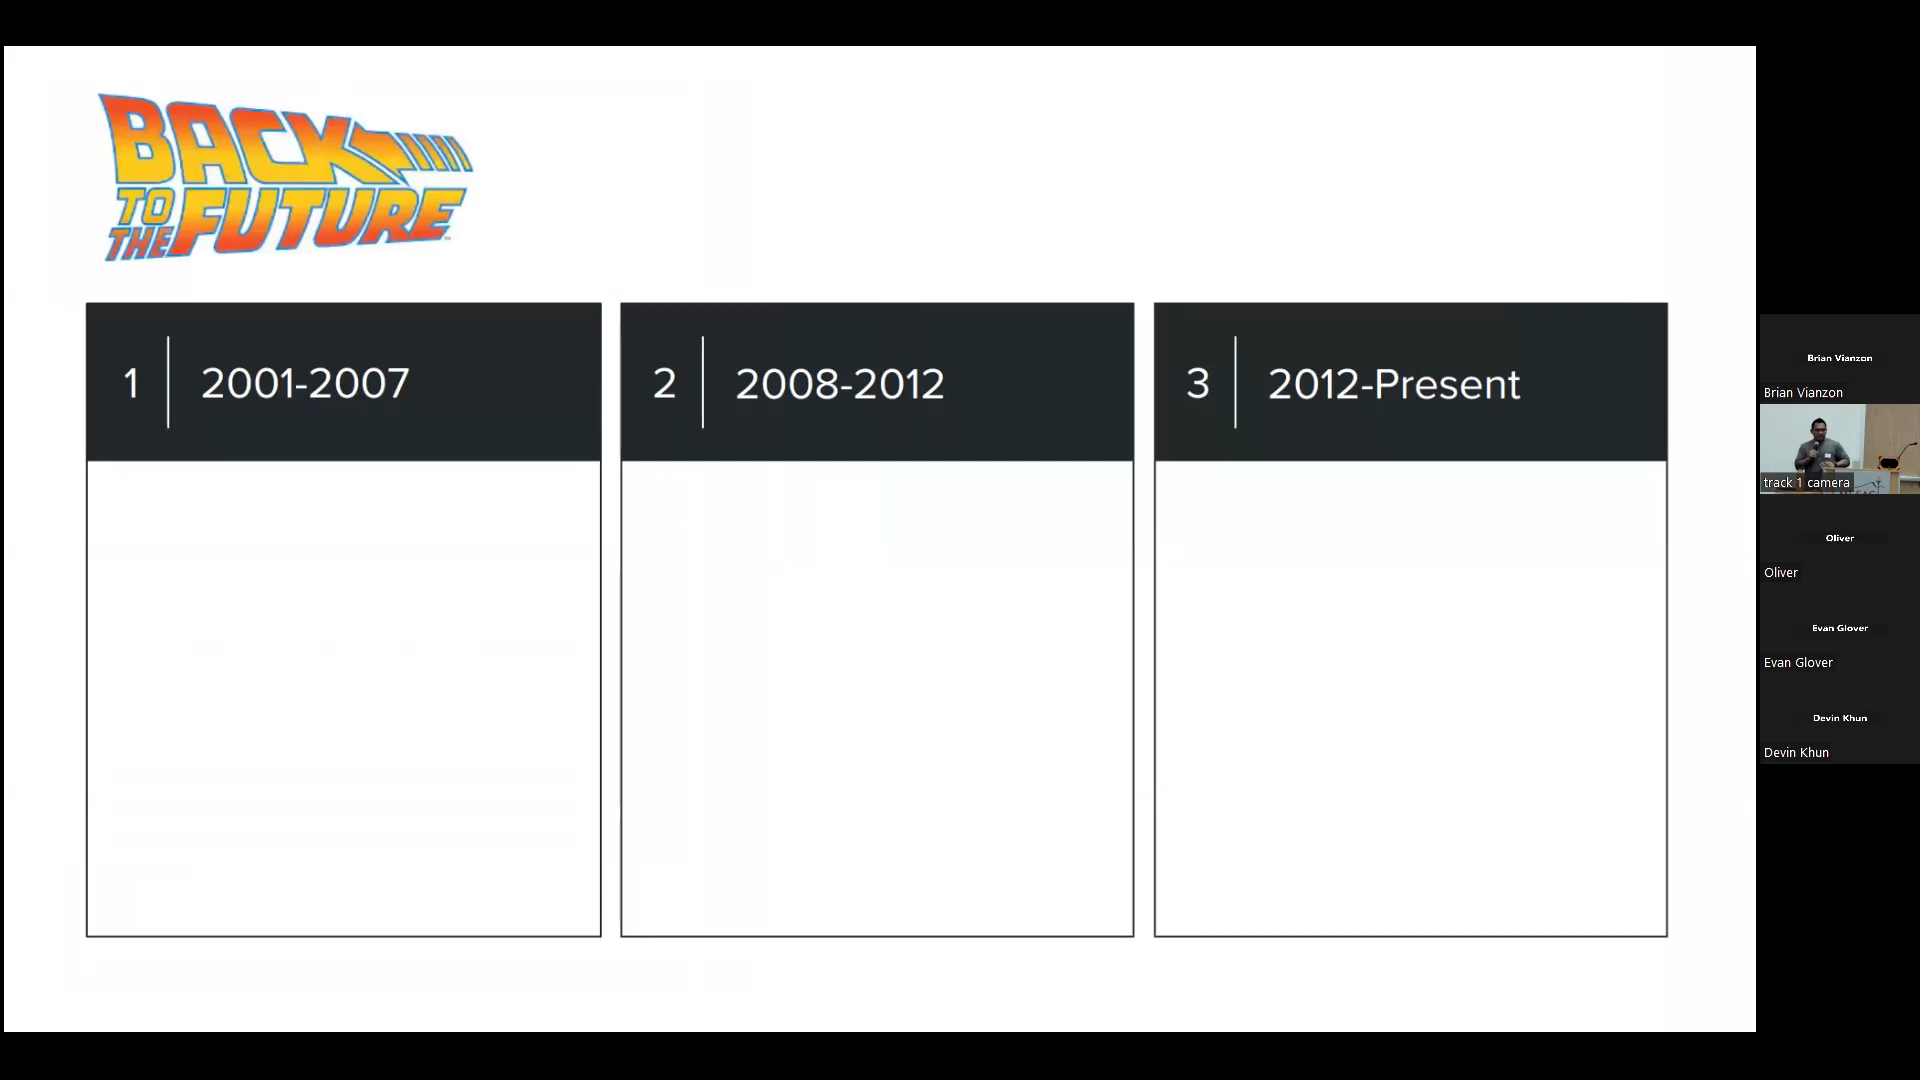 BACK
TO
THE FUTURE
1 2001-2007
2 2008-2012
3 2012-Present
Brian Vianzon
Brian Vianzon
track 1 camera
Oliver
Oliver
Evan Glover
Evan Glover
Devin Khun
Devin Khun